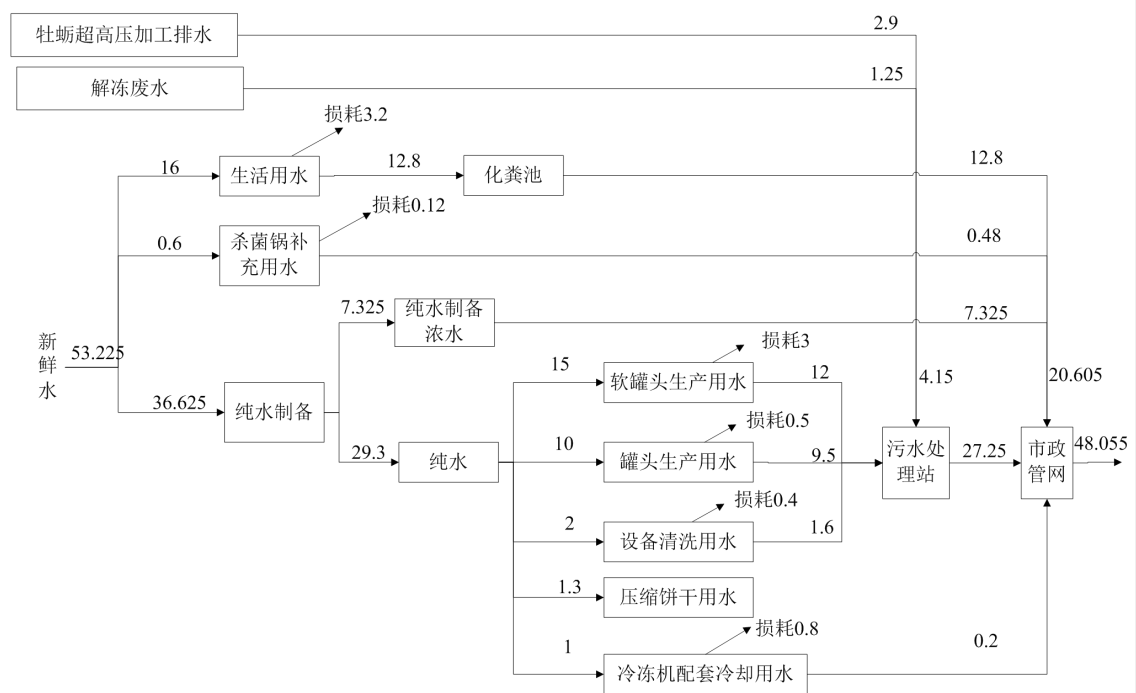 牡蛎超高压加工排水
2.9
解冻废水
1.25
损耗3.2
16
生活用水
12.8
化粪池
12.8
损耗0.12
0.6
杀菌锅补
充用水
0.48
新
鲜
水
53.225
7.325
纯水制备
浓水
7.325
36.625
纯水制备
29.3
纯水
15
软罐头生产用水
损耗3
12
4.15
20.605
10
罐头生产用水
损耗0.5
9.5
污水处
理站
27.25
市政
管网
48.055
2
设备清洗用水
损耗0.4
1.6
1.3
压缩饼干用水
1
冷冻机配套冷却用水
损耗0.8
0.2